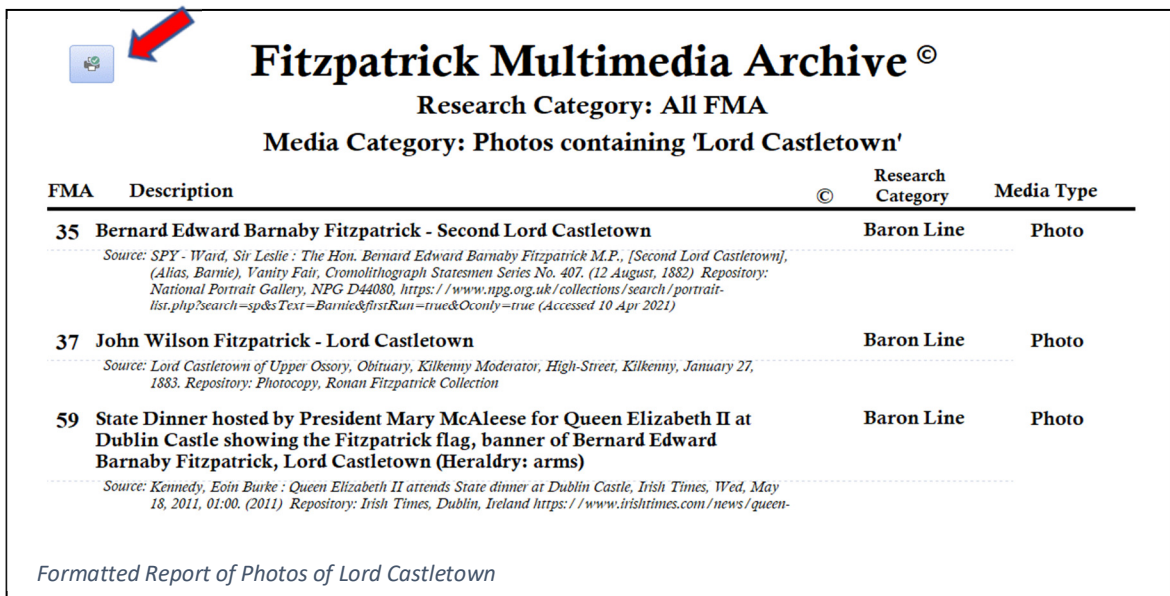 Fitzpatrick Multimedia Archive ©
Research Category: All FMA
Media Category: Photos containing 'Lord Castletown'
FMA Description © Research Category Media Type
35 Bernard Edward Barnaby Fitzpatrick - Second Lord Castletown Baron Line Photo
Source: SPY - Ward, Sir Leslie : The Hon. Bernard Edward Barnaby Fitzpatrick M.P., [Second Lord Castletown],
(Alias, Barnie), Vanity Fair, Cromolithograph Statesmen Series No. 407. (12 August, 1882) Repository:
National Portrait Gallery, NPG D44080, https://www.npg.org.uk/collections/search/portrait-
list.php?search=sp&sText=Barnie&firstRun=true&Oconly=true (Accessed 10 Apr 2021)
37 John Wilson Fitzpatrick - Lord Castletown Baron Line Photo
Source: Lord Castletown of Upper Ossory, Obituary, Kilkenny Moderator, High-Street, Kilkenny, January 27,
1883. Repository: Photocopy, Ronan Fitzpatrick Collection
59 State Dinner hosted by President Mary McAleese for Queen Elizabeth II at Baron Line Photo
Dublin Castle showing the Fitzpatrick flag, banner of Bernard Edward
Barnaby Fitzpatrick, Lord Castletown (Heraldry: arms)
Source: Kennedy, Eoin Burke : Queen Elizabeth II attends State dinner at Dublin Castle, Irish Times, Wed, May
18, 2011, 01:00. (2011) Repository: Irish Times, Dublin, Ireland https://www.irishtimes.com/news/queen-
Formatted Report of Photos of Lord Castletown